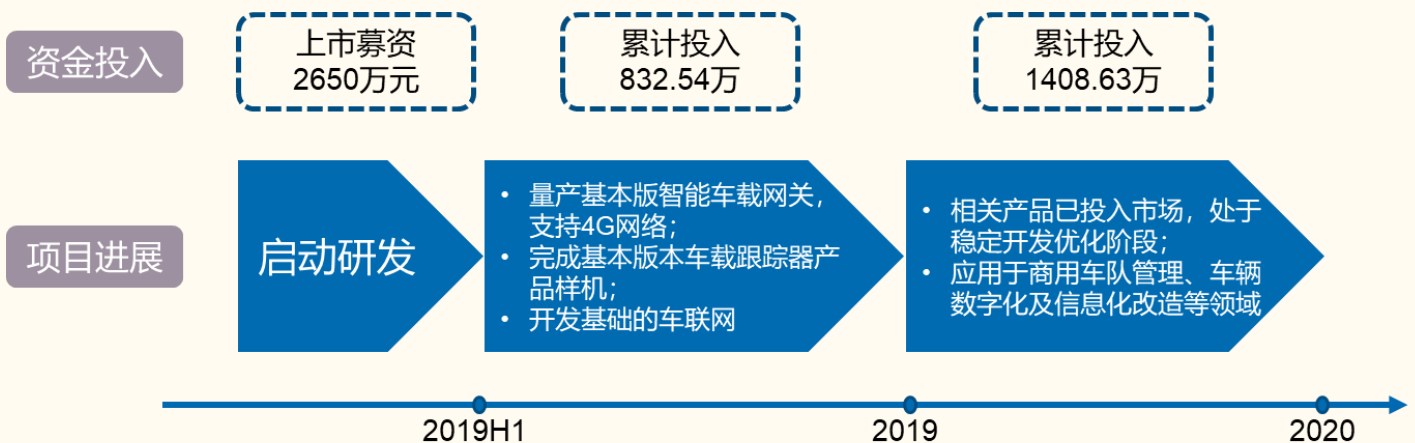 资金投入
上市募资
2650万元
累计投入
832.54万
累计投入
1408.63万
项目进展
启动研发
• 量产基本版智能车载网关，
支持4G网络；
• 完成基本版本车载跟踪器产
品样机；
• 开发基础的车联网
• 相关产品已投入市场，处于
稳定开发优化阶段；
• 应用于商用车队管理、车辆
数字化及信息化改造等领域
2019H1
2019
2020